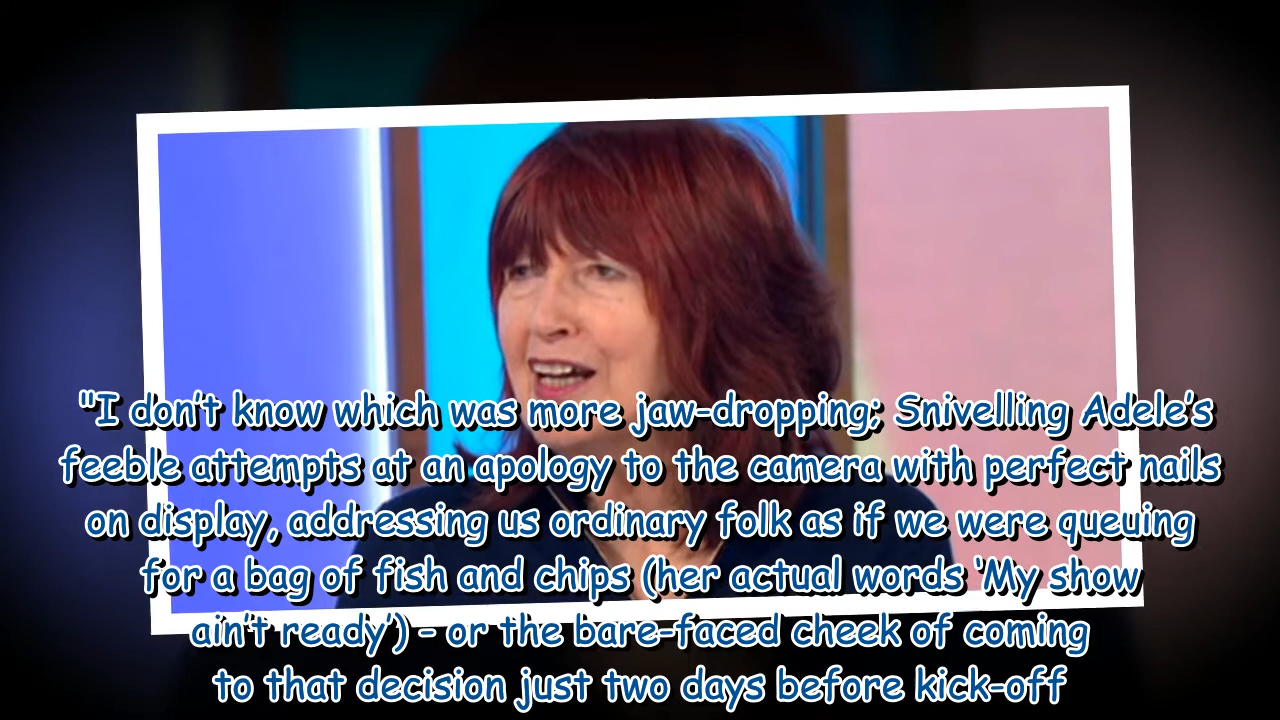 "I don't know which was more jaw-dropping; Snivelling Adele's
feeble attempts at an apology to the camera with perfect nails
on display, addressing us ordinary folk as if we were queuing
for a bag of fish and chips (her actual words ‘My show
ain't ready’) - or the bare-faced cheek of coming
to that decision just two days before kick-off